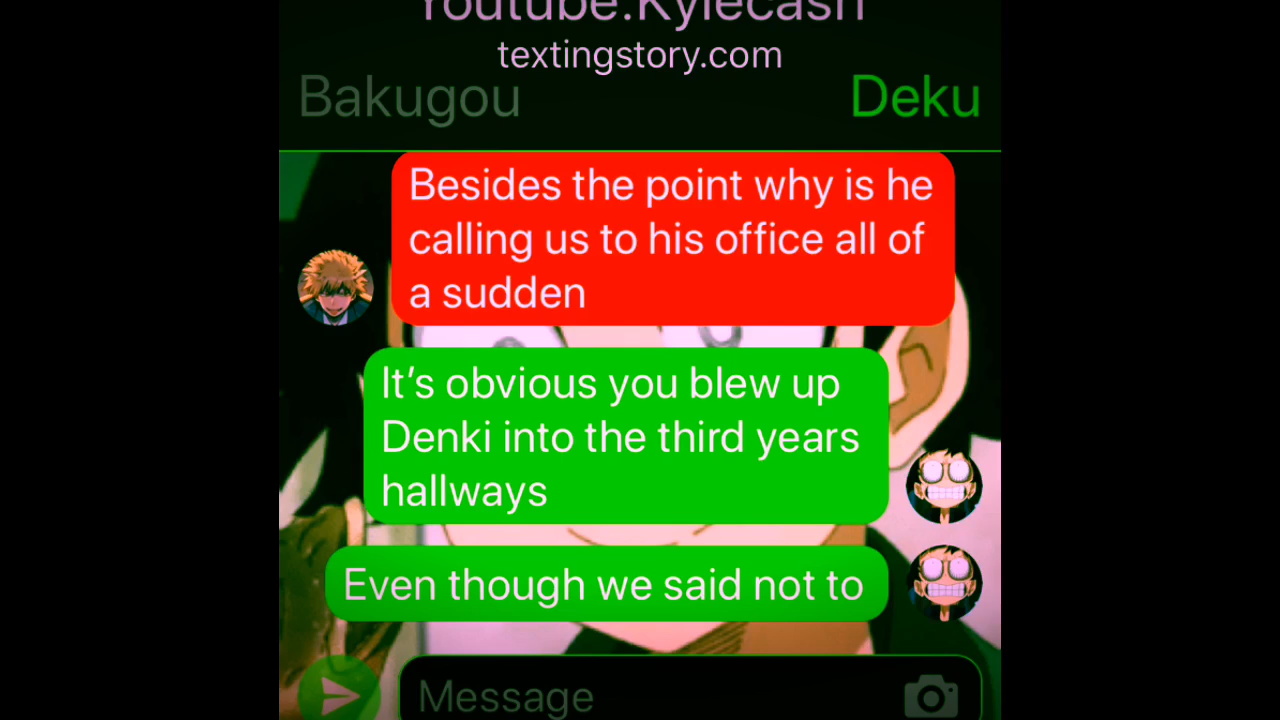 Youtube:Kylecash
textingstory.com
Bakugou
Deku
Besides the point why is he
calling us to his office all of
a sudden
It's obvious you blew up
Denki into the third years
hallways
Even though we said not to
Message